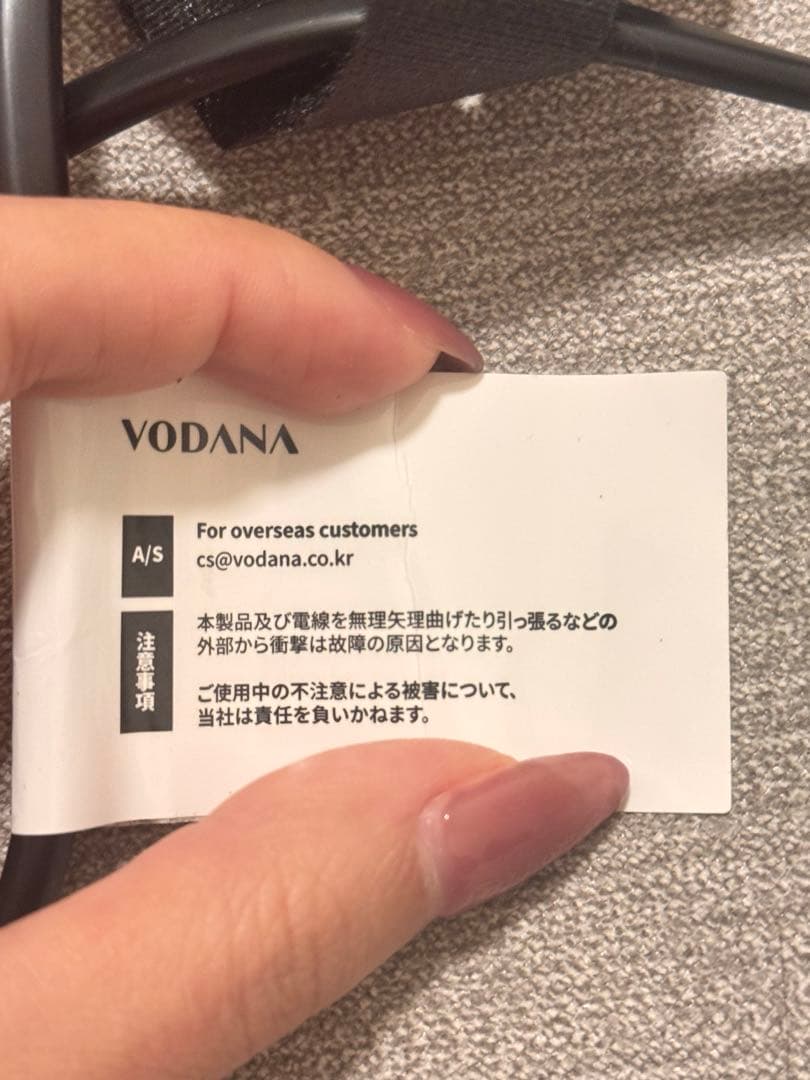 VODANA
A/S
For overseas customers
cs@vodana.co.kr
注意事項
本製品及び電線を無理矢理曲げたり引っ張るなどの
外部から衝撃は故障の原因となります。
ご使用中の不注意による被害について、
当社は責任を負いかねます。